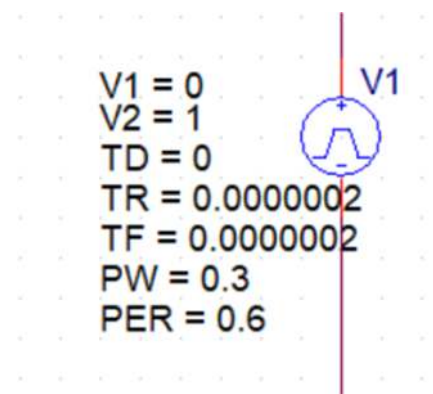 V1
V1 = 0
V2 = 1
TD = 0
TR = 0.0000002
TF = 0.0000002
PW = 0.3
PER = 0.6